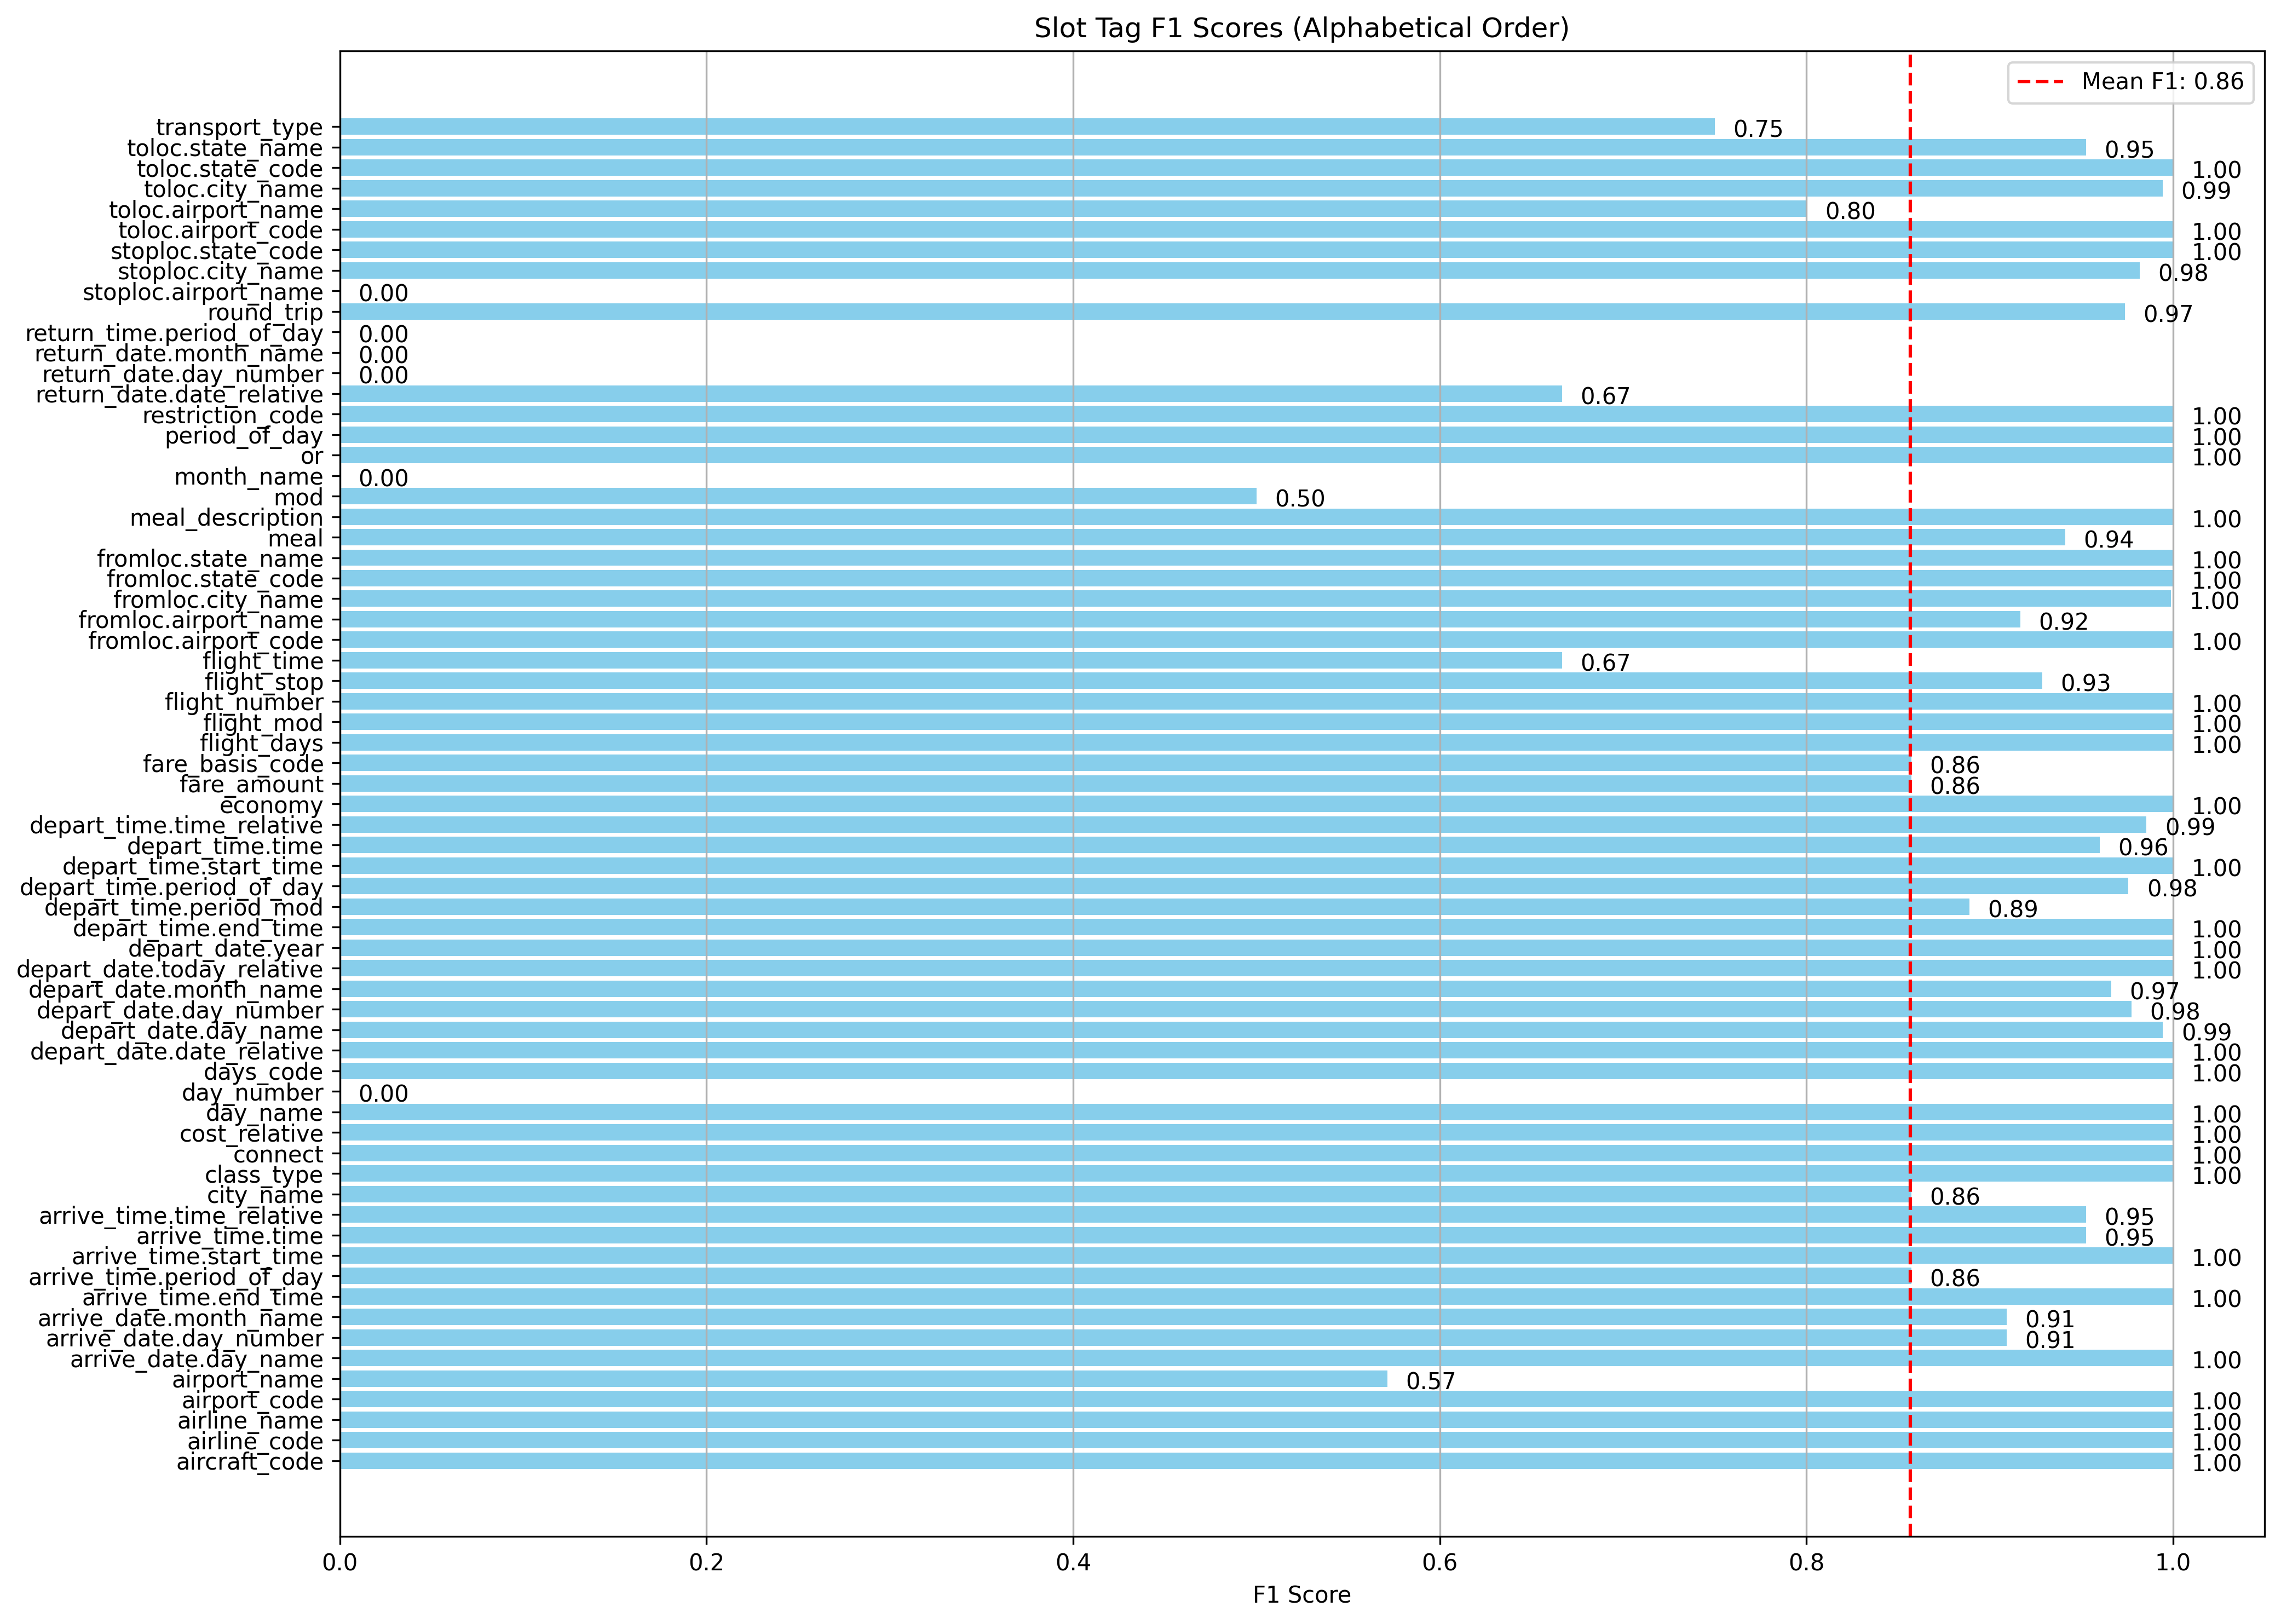 Slot Tag F1 Scores (Alphabetical Order)
Mean F1: 0.86
transport_type 0.75
toloc.state_name 0.95
toloc.state_code 1.00
toloc.city_name 0.99
toloc.airport_name 0.80
toloc.airport_code 1.00
stoploc.state_code 1.00
stoploc.city_name 0.98
stoploc.airport_name 0.00
round_trip 0.97
return_time.period_of_day 0.00
return_date.month_name 0.00
return_date.day_number 0.00
return_date.date_relative 0.67
restriction_code 1.00
period_of_day 1.00
or 1.00
month_name 0.00
mod 0.50
meal_description 1.00
meal 0.94
fromloc.state_name 1.00
fromloc.state_code 1.00
fromloc.city_name 1.00
fromloc.airport_name 0.92
fromloc.airport_code 1.00
flight_time 0.67
flight_stop 0.93
flight_number 1.00
flight_mod 1.00
flight_days 1.00
fare_basis_code 0.86
fare_amount 0.86
economy 1.00
depart_time.time_relative 0.99
depart_time.time 0.96
depart_time.start_time 1.00
depart_time.period_of_day 0.98
depart_time.period_mod 0.89
depart_time.end_time 1.00
depart_date.year 1.00
depart_date.today_relative 1.00
depart_date.month_name 0.97
depart_date.day_number 0.98
depart_date.day_name 0.99
depart_date.date_relative 1.00
days_code 1.00
day_number 0.00
day_name 1.00
cost_relative 1.00
connect 1.00
class_type 1.00
city_name 0.86
arrive_time.time_relative 0.95
arrive_time.time 0.95
arrive_time.start_time 1.00
arrive_time.period_of_day 0.86
arrive_time.end_time 1.00
arrive_date.month_name 0.91
arrive_date.day_number 0.91
arrive_date.day_name 1.00
airport_name 0.57
airport_code 1.00
airline_name 1.00
airline_code 1.00
aircraft_code 1.00
0.0 0.2 0.4 0.6 0.8 1.0
F1 Score